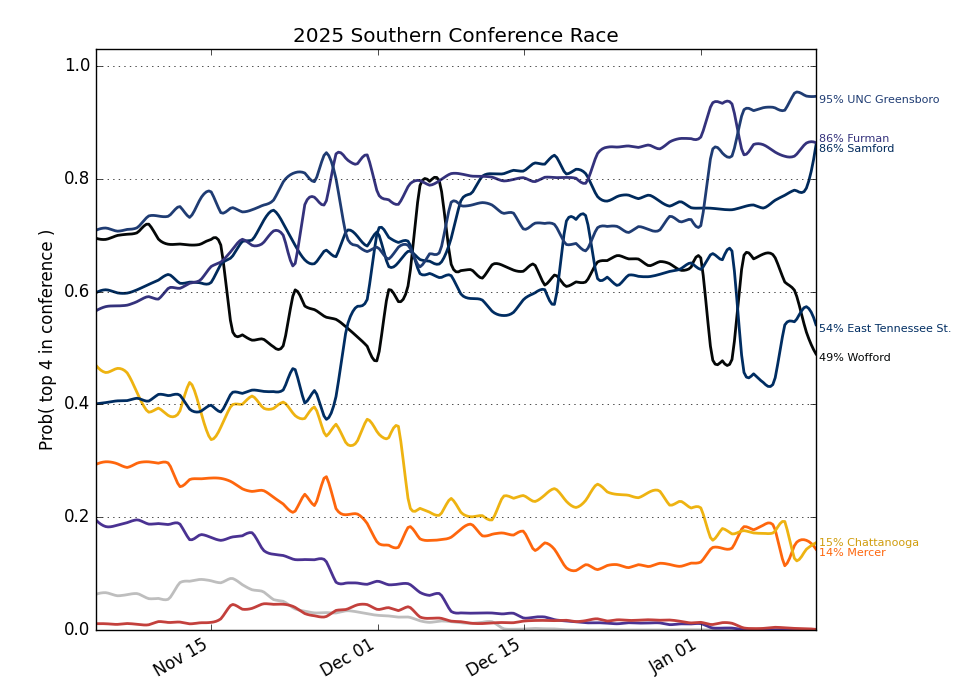 2025 Southern Conference Race
Prob( top 4 in conference )
1.0
0.8
0.6
0.4
0.2
0.0
Nov 15
Dec 01
Dec 15
Jan 01
95% UNC Greensboro
86% Furman
86% Samford
54% East Tennessee St.
49% Wofford
15% Chattanooga
14% Mercer